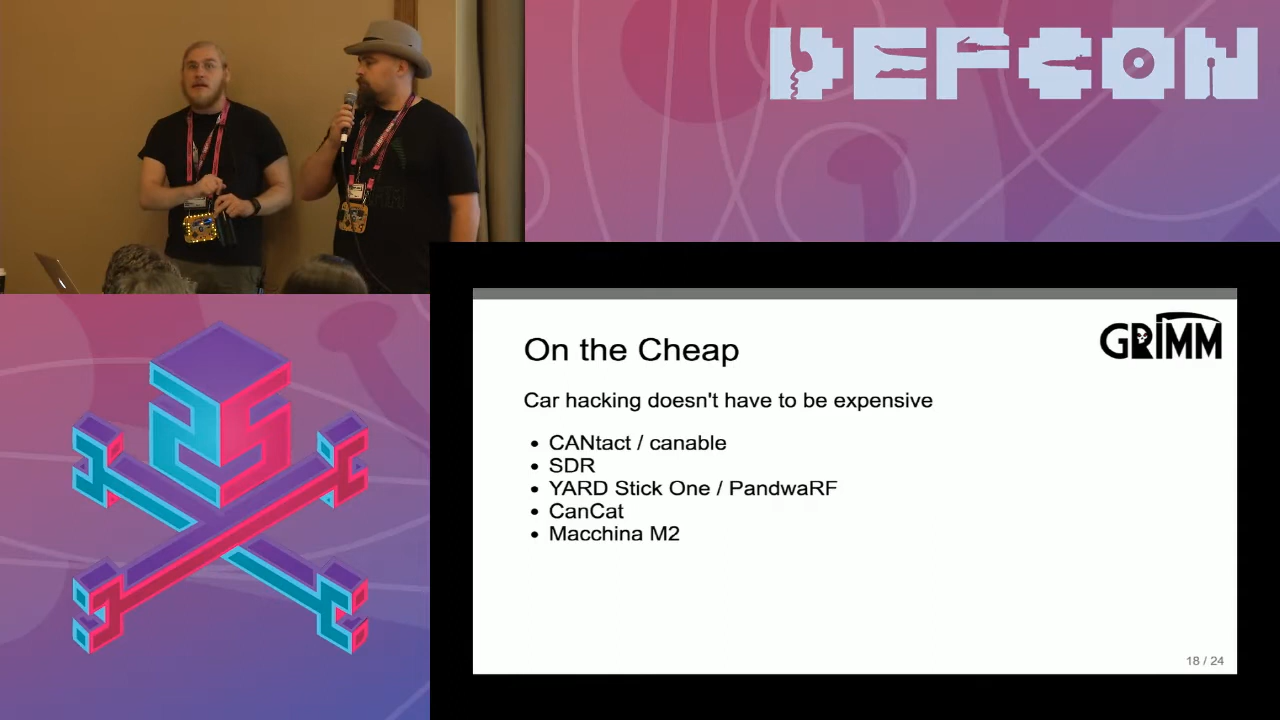 DEFCON
GRIMM
On the Cheap
Car hacking doesn't have to be expensive
• CANtact / canable
• SDR
• YARD Stick One / PandwaRF
• CanCat
• Macchina M2
18 / 24
25